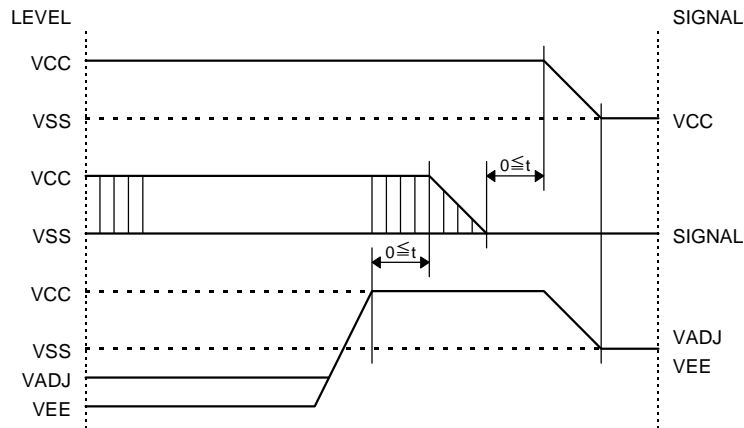 LEVEL SIGNAL
VCC
VSS VCC
0≦t
VCC
VSS SIGNAL
0≦t
VCC
VSS VADJ
VEE
VADJ
VEE